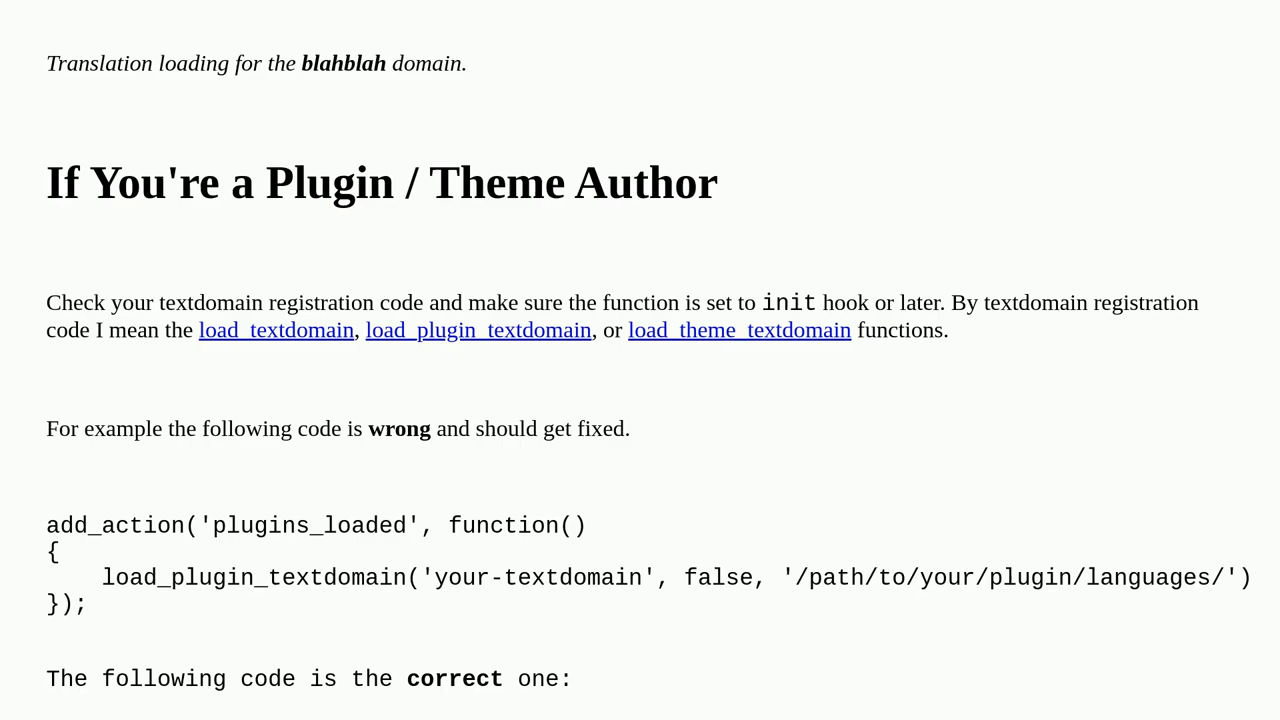 Translation loading for the blahblah domain.
If You're a Plugin / Theme Author
Check your textdomain registration code and make sure the function is set to init hook or later. By textdomain registration
code I mean the load_textdomain, load_plugin_textdomain, or load_theme_textdomain functions.
For example the following code is wrong and should get fixed.
add_action('plugins_loaded', function()
{
    load_plugin_textdomain('your-textdomain', false, '/path/to/your/plugin/languages/')
});
The following code is the correct one: